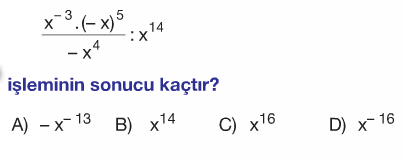 x⁻³.(– x)⁵
– x⁴
: x¹⁴
işleminin sonucu kaçtır?
A) – x⁻ ¹³ B) x¹⁴ C) x¹⁶ D) x⁻ ¹⁶